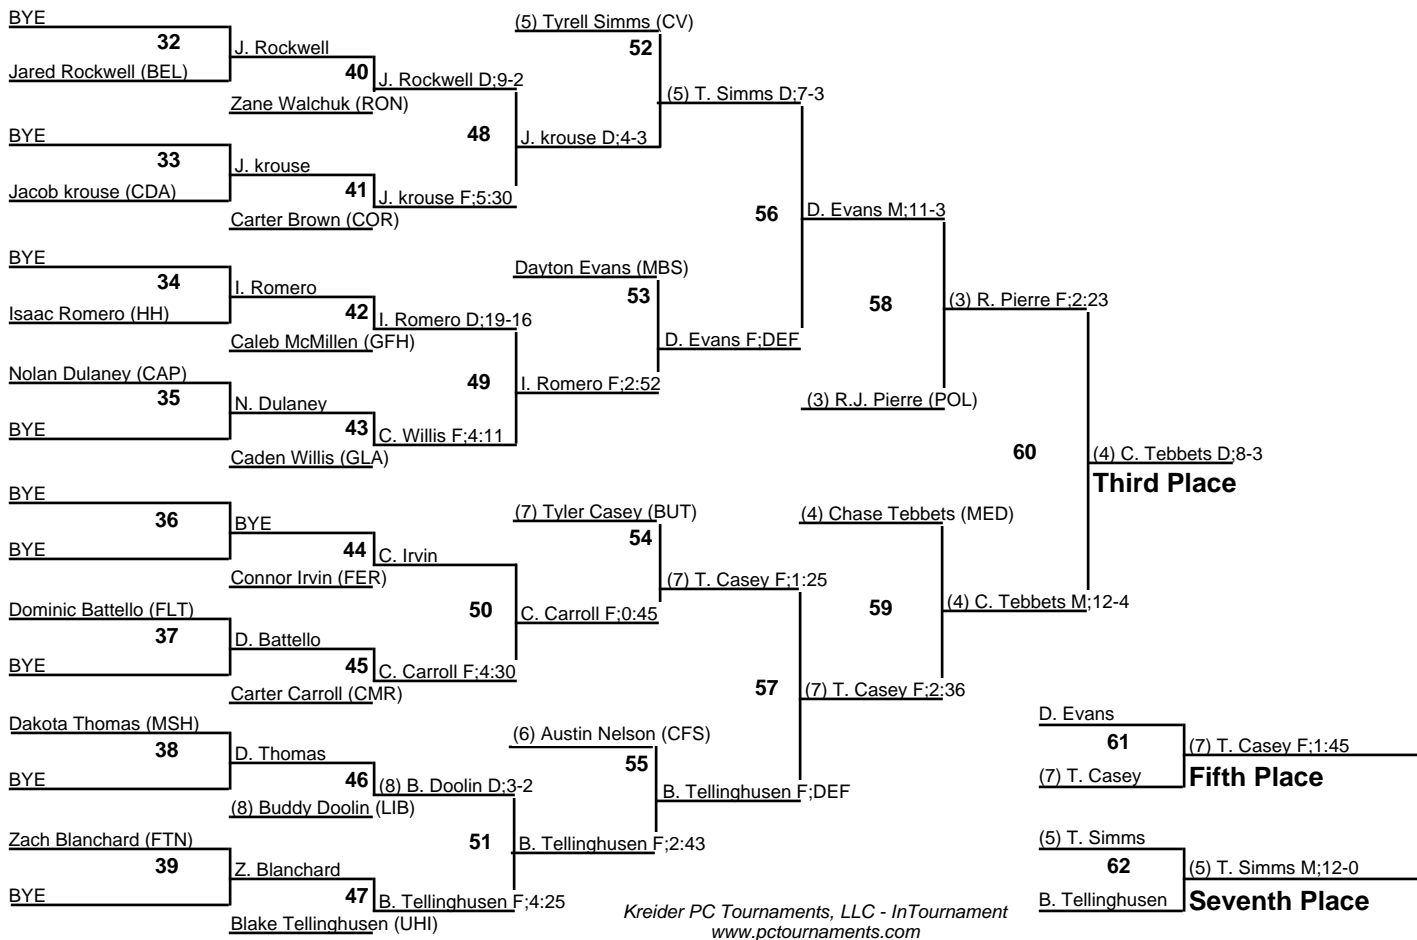 BYE
32
Jared Rockwell (BEL)
J. Rockwell
40
Zane Walchuk (RON)
J. Rockwell D;9-2
BYE
33
Jacob krouse (CDA)
J. krouse
41
Carter Brown (COR)
J. krouse F;5:30
48
J. krouse D;4-3
(5) Tyrell Simms (CV)
52
(5) T. Simms D;7-3
BYE
34
Isaac Romero (HH)
I. Romero
42
Caleb McMillen (GFH)
I. Romero D;19-16
Nolan Dulaney (CAP)
35
BYE
N. Dulaney
43
Caden Willis (GLA)
C. Willis F;4:11
49
I. Romero F;2:52
Dayton Evans (MBS)
53
D. Evans F;DEF
56
D. Evans M;11-3
58
(3) R.J. Pierre (POL)
(3) R. Pierre F;2:23
BYE
36
BYE
BYE
44
Connor Irvin (FER)
C. Irvin
Dominic Battello (FLT)
37
BYE
D. Battello
45
Carter Carroll (CMR)
C. Carroll F;4:30
50
C. Carroll F;0:45
(7) Tyler Casey (BUT)
54
(7) T. Casey F;1:25
Dakota Thomas (MSH)
38
BYE
D. Thomas
46
(8) Buddy Doolin (LIB)
(8) B. Doolin D;3-2
Zach Blanchard (FTN)
39
BYE
Z. Blanchard
47
Blake Tellinghusen (UHI)
B. Tellinghusen F;4:25
51
B. Tellinghusen F;2:43
(6) Austin Nelson (CFS)
55
B. Tellinghusen F;DEF
57
(7) T. Casey F;2:36
(4) Chase Tebbets (MED)
59
(4) C. Tebbets M;12-4
60
(4) C. Tebbets D;8-3
Third Place
D. Evans
61
(7) T. Casey
(7) T. Casey F;1:45
Fifth Place
(5) T. Simms
62
B. Tellinghusen
(5) T. Simms M;12-0
Seventh Place
Kreider PC Tournaments, LLC - InTournament
www.pctournaments.com